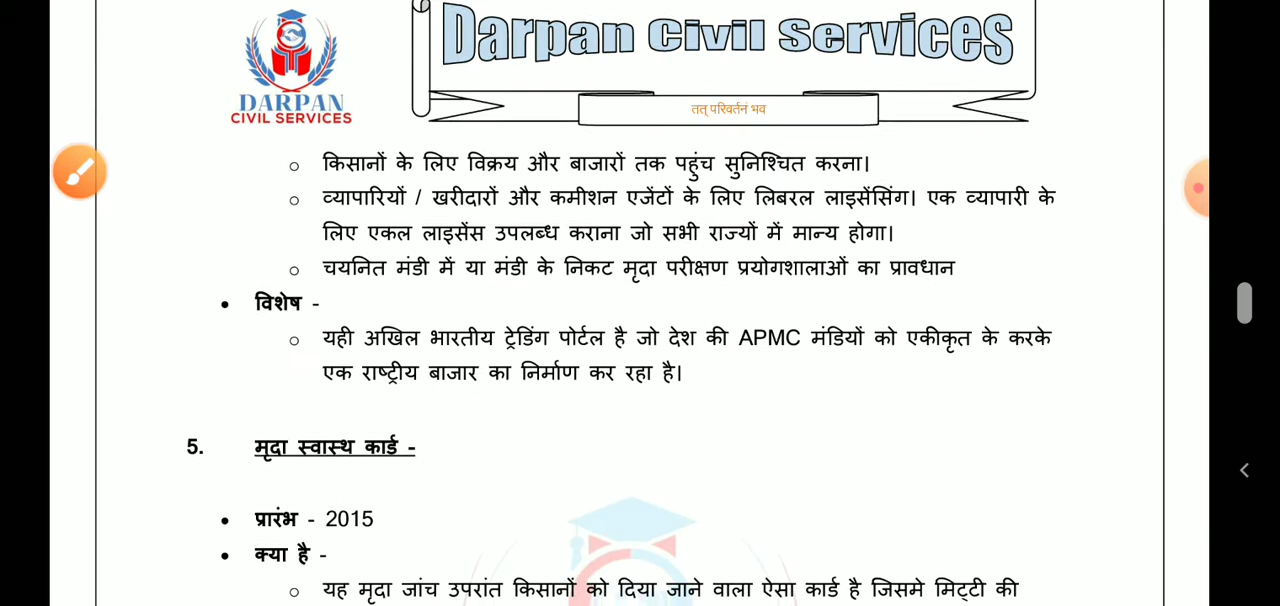 Darpan Civil Services
DARPAN
CIVIL SERVICES
तत् परिवर्तनं भव
○ किसानों के लिए विक्रय और बाजारों तक पहुंच सुनिश्चित करना।
○ व्यापारियों / खरीदारों और कमीशन एजेंटों के लिए लिबरल लाइसेंसिंग। एक व्यापारी के
लिए एकल लाइसेंस उपलब्ध कराना जो सभी राज्यों में मान्य होगा।
○ चयनित मंडी में या मंडी के निकट मृदा परीक्षण प्रयोगशालाओं का प्रावधान
• विशेष -
○ यही अखिल भारतीय ट्रेडिंग पोर्टल है जो देश की APMC मंडियों को एकीकृत के करके
एक राष्ट्रीय बाजार का निर्माण कर रहा है।
5. मृदा स्वास्थ कार्ड -
• प्रारंभ - 2015
• क्या है -
○ यह मृदा जांच उपरांत किसानों को दिया जाने वाला ऐसा कार्ड है जिसमे मिट्टी की